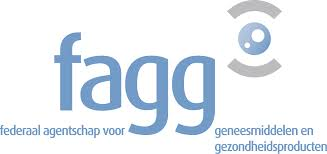 fagg
federaal agentschap voor geneesmiddelen en
gezondheidsproducten